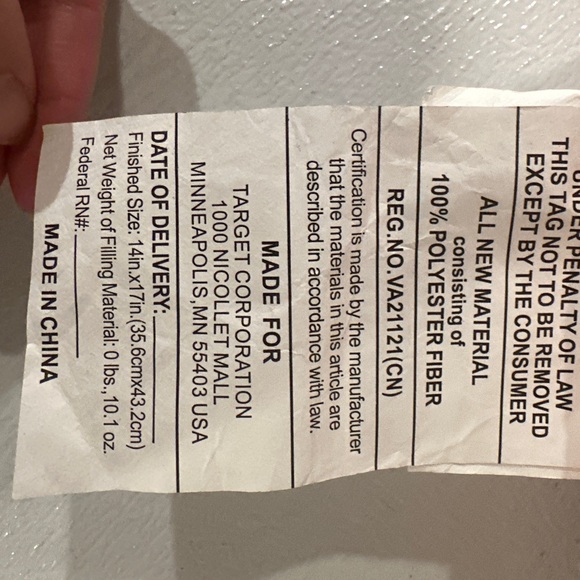 UNDER PENALTY OF LAW
THIS TAG NOT TO BE REMOVED
EXCEPT BY THE CONSUMER
ALL NEW MATERIAL
consisting of
100% POLYESTER FIBER
REG.NO.VA21121(CN)
Certification is made by the manufacturer
that the materials in this article are
described in accordance with law.
MADE FOR
TARGET CORPORATION
1000 NICOLLET MALL
MINNEAPOLIS,MN 55403 USA
DATE OF DELIVERY:
Finished Size: 14in.x17in.(35.6cmx43.2cm)
Net Weight of Filling Material: 0 lbs.,10.1 oz.
Federal RN#:
MADE IN CHINA